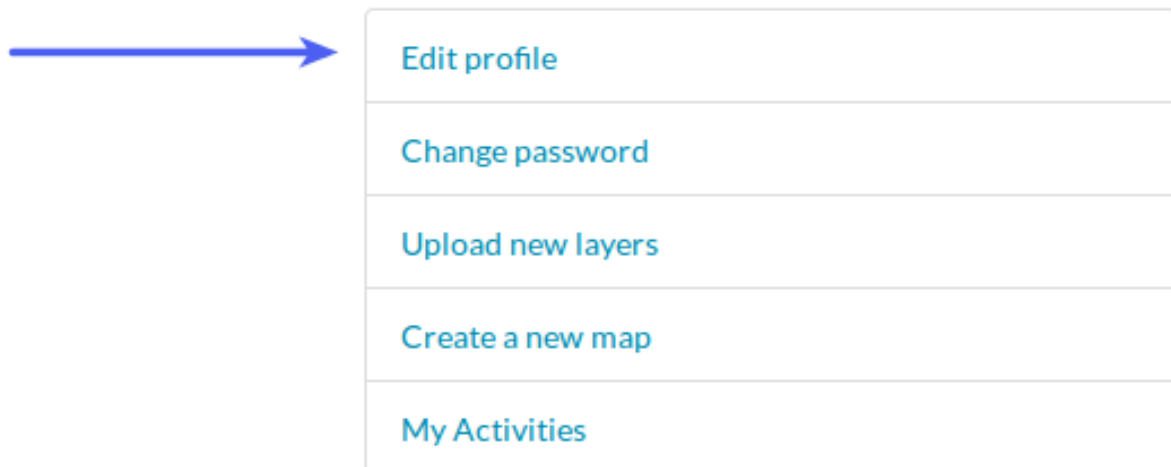 Edit profile
Change password
Upload new layers
Create a new map
My Activities